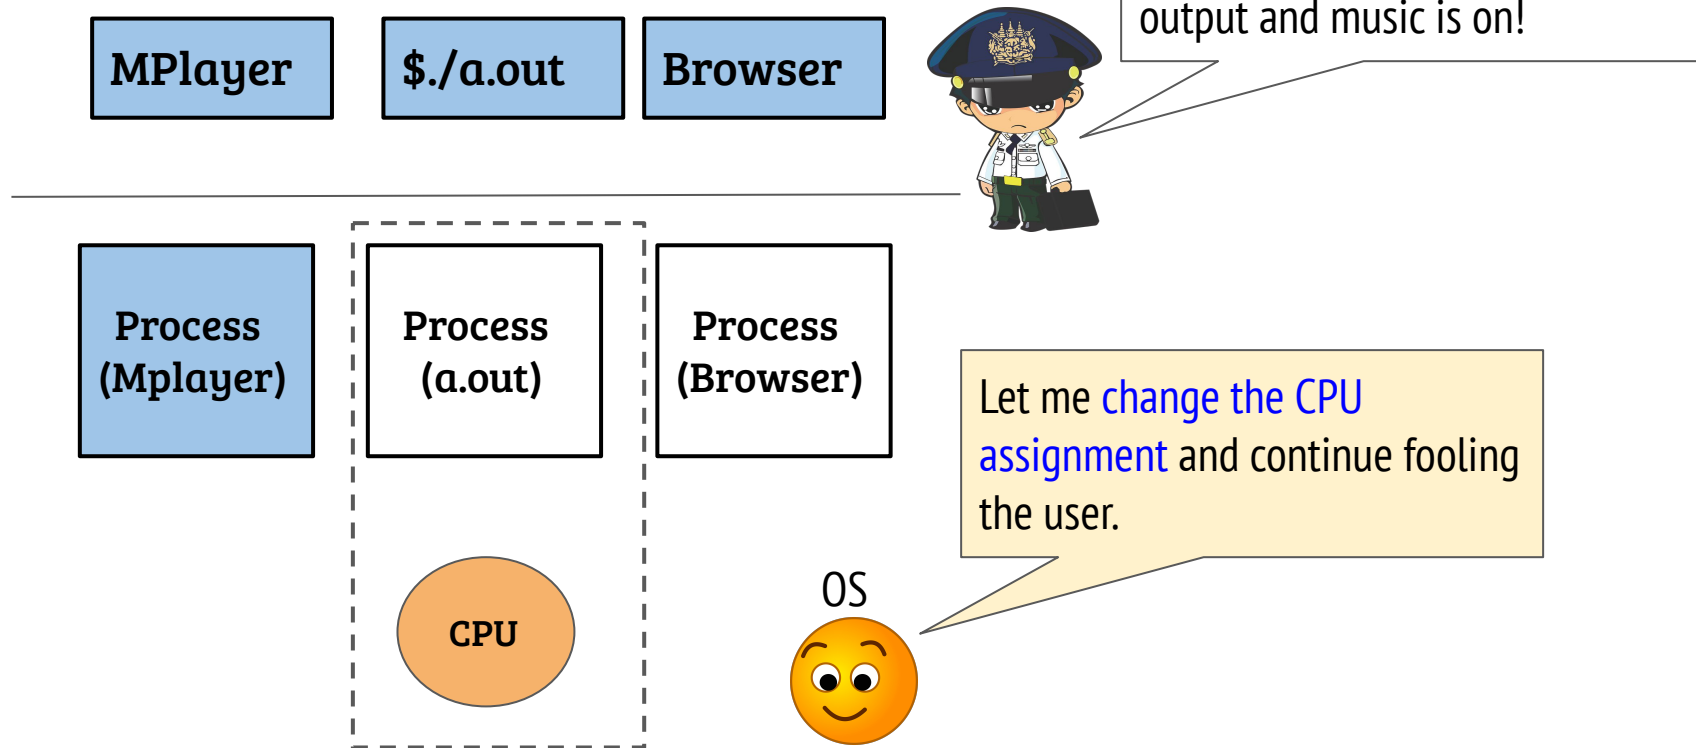 output and music is on!
MPlayer
$./a.out
Browser
Process
(Mplayer)
Process
(a.out)
Process
(Browser)
Let me change the CPU
assignment and continue fooling
the user.
OS
CPU